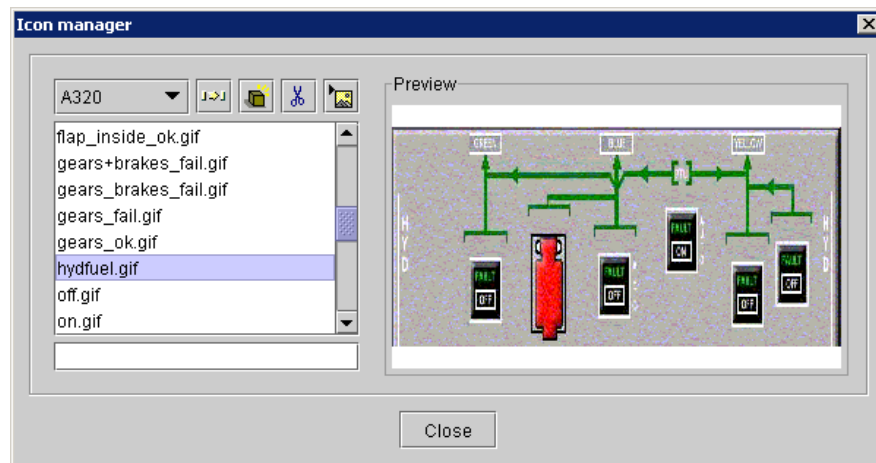 Icon manager
A320
flap_inside_ok.gif
gears+brakes_fail.gif
gears_brakes_fail.gif
gears_fail.gif
gears_ok.gif
hydfuel.gif
off.gif
on.gif
Preview
GREEN
BLUE
YELLOW
HYD
HYD
FAULT
ON
FAULT
OFF
FAULT
OFF
FAULT
OFF
FAULT
OFF
Close